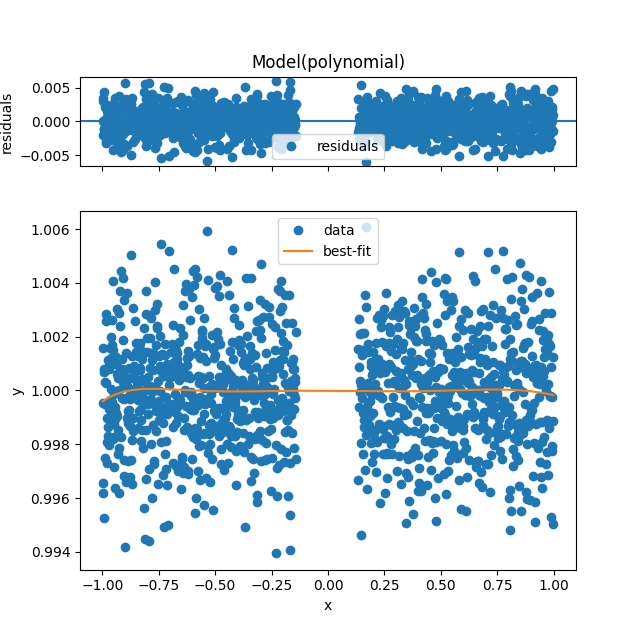 Model(polynomial)
0.005
0.000
−0.005
residuals
residuals
1.006
1.004
1.002
1.000
0.998
0.996
0.994
y
data
best-fit
−1.00 −0.75 −0.50 −0.25 0.00 0.25 0.50 0.75 1.00
x